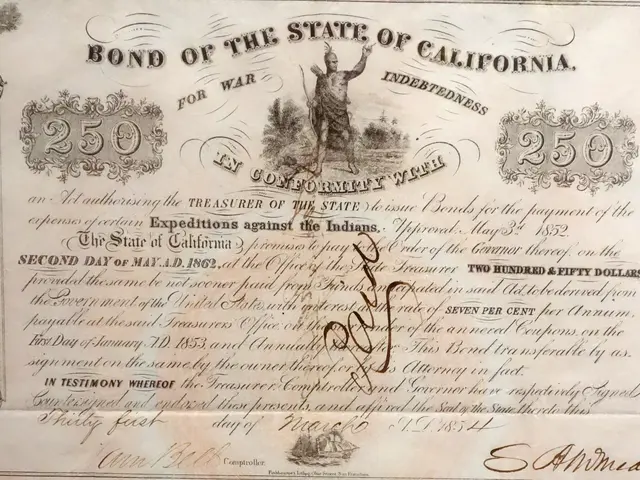 BOND OF THE STATE OF CALIFORNIA.
FOR WAR INDEBTEDNESS
250 250
IN CONFORMITY WITH
an Act authorising the TREASURER OF THE STATE to issue Bonds for the payment of the
expenses of certain Expeditions against the Indians. Approved May 3d 1852.
The State of California promises to pay to the Order of the Governor thereof, on the
SECOND DAY OF MAY A.D. 1862, at the Office of the State Treasurer TWO HUNDRED & FIFTY DOLLARS
provided the same be not sooner paid from Funds anticipated in said Act, to be derived from
the Government of the United States, with interest at the rate of SEVEN PER CENT per Annum,
payable at the said Treasurers' Office on the of the annexed Coupons, on the
First Day of January A.D. 1853, and Annually This Bond transferable by as
signment on the same, by the owner thereof or his Attorney in fact.
IN TESTIMONY WHEREOF the Treasurer Comptroller and Governor have respectively Signed
Countersigned and endorsed these presents, and affixed the Seal of the State thereto this
Thirty first day of March A.D. 1854
Paid
Sam Bell Comptroller.